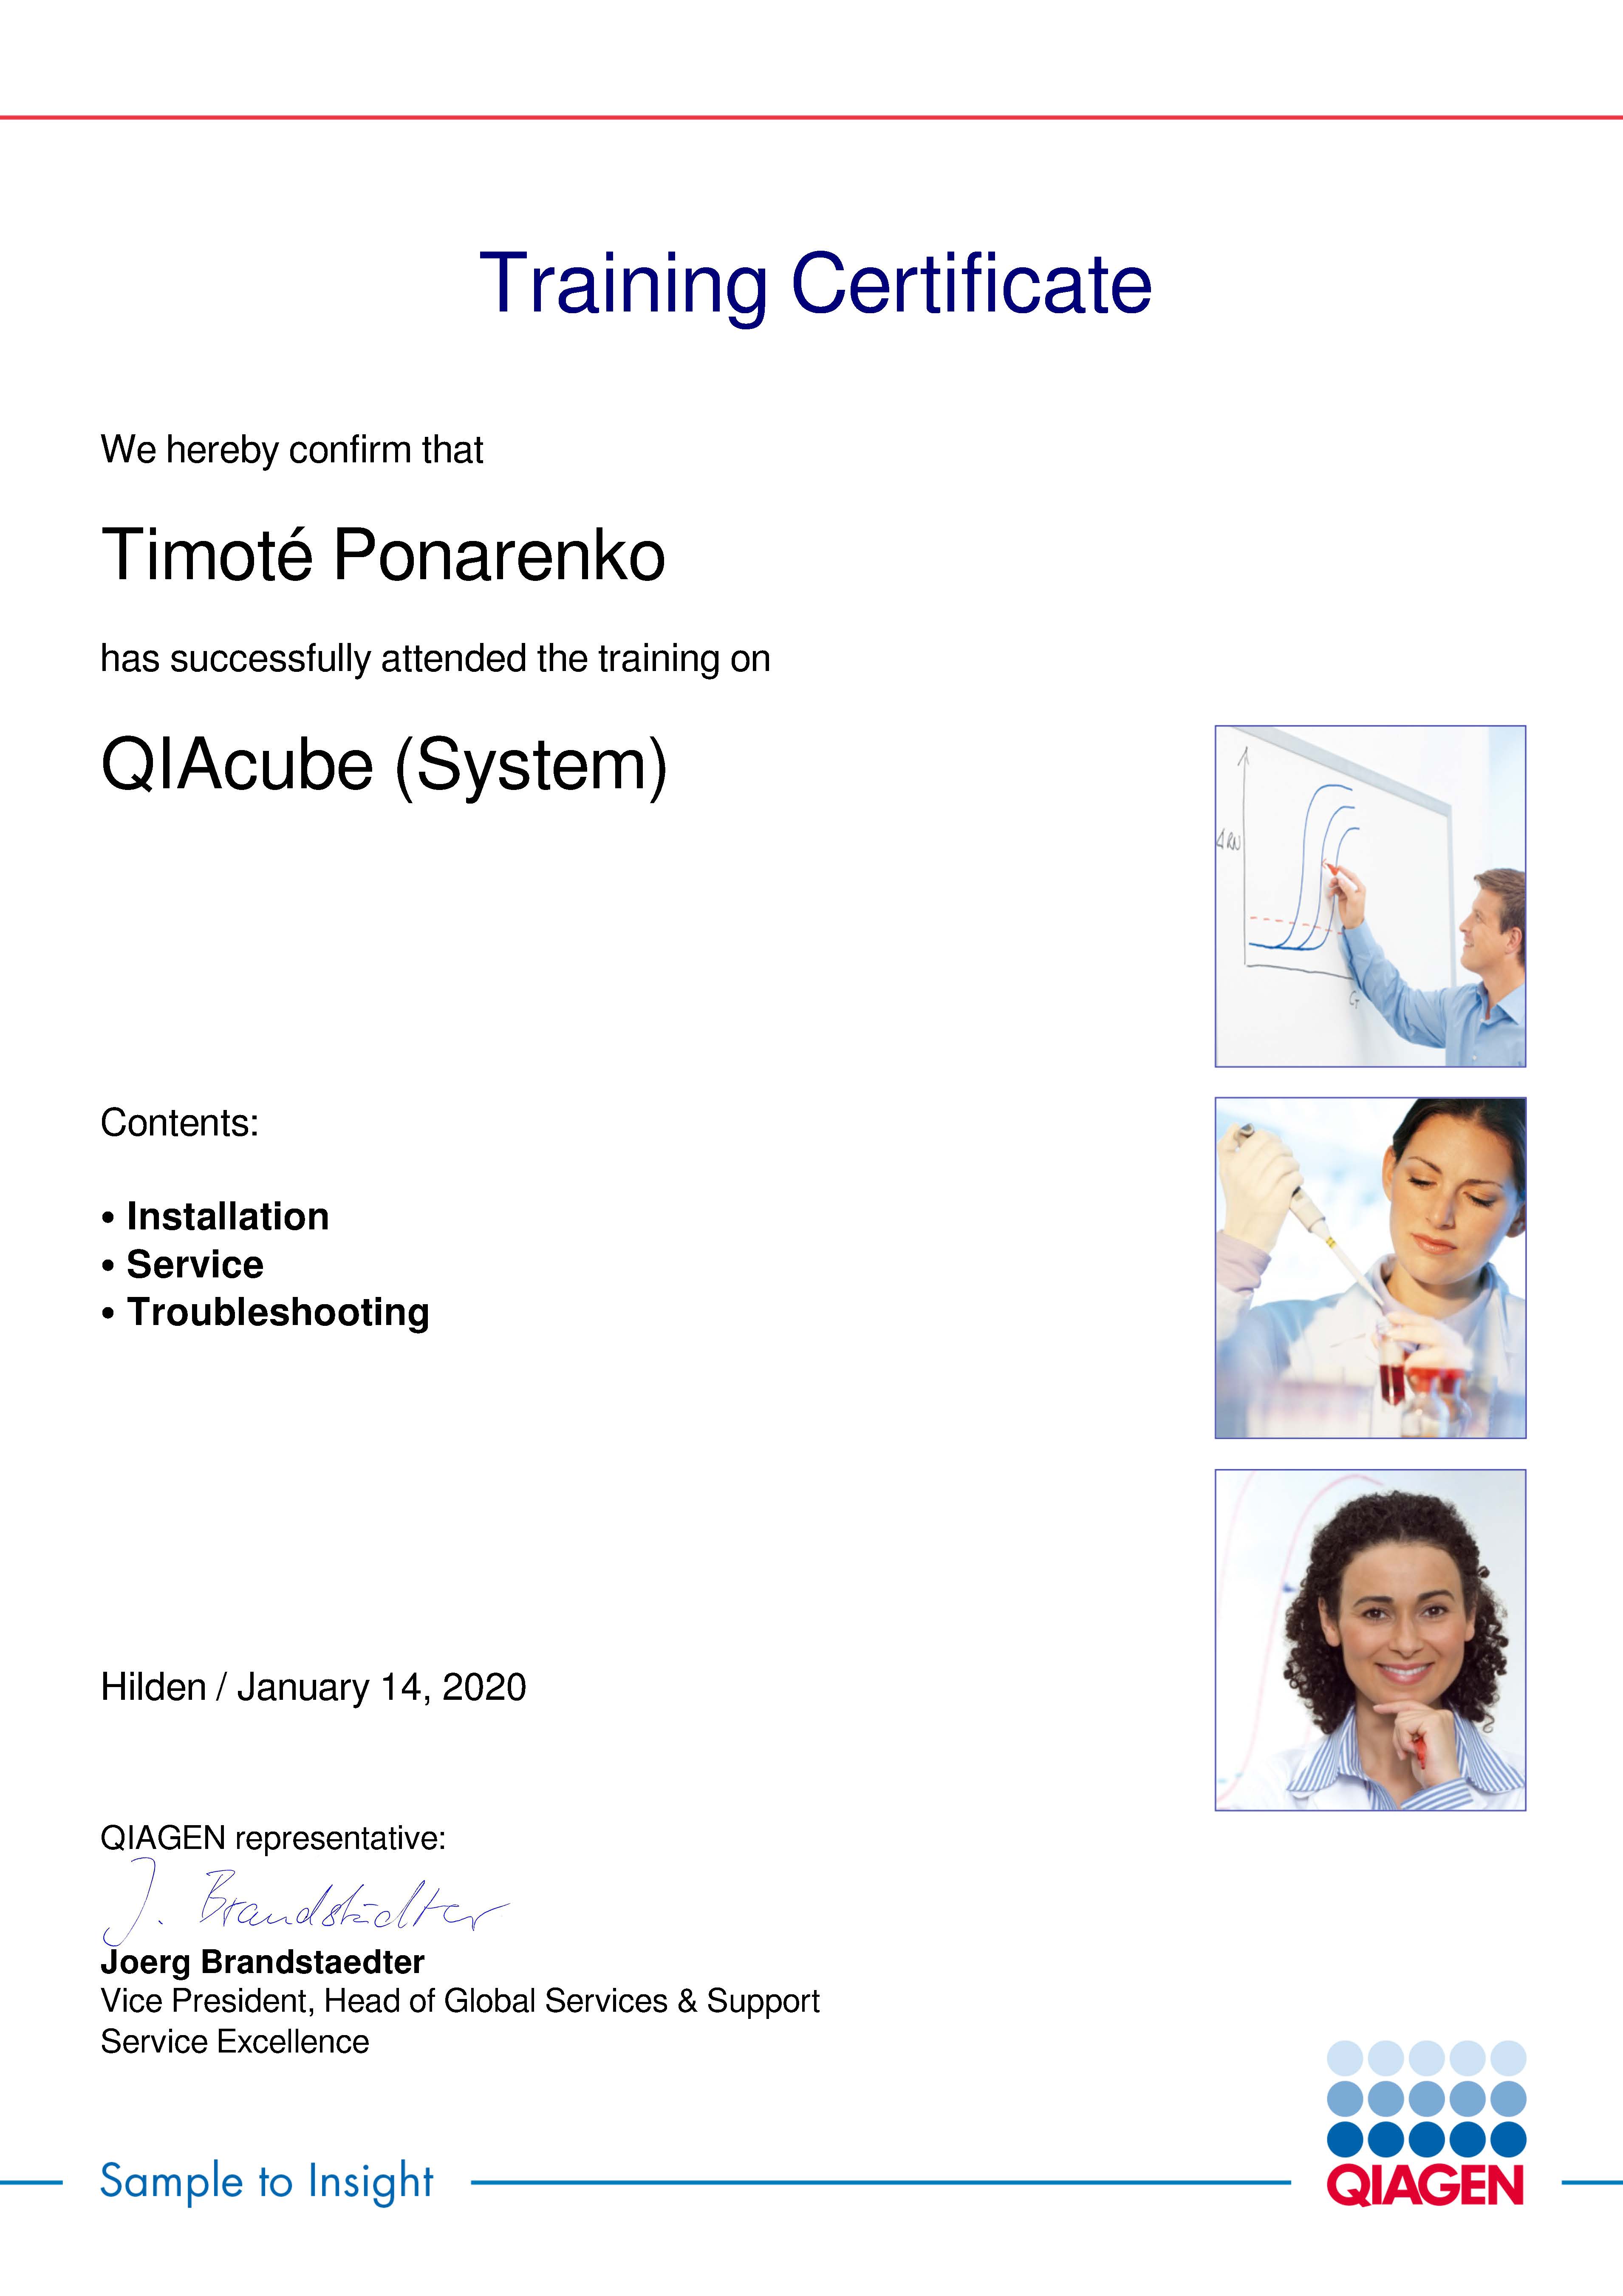 Training Certificate
We hereby confirm that
Timoté Ponarenko
has successfully attended the training on
QIAcube (System)
ΔRN
CT
Contents:
• Installation
• Service
• Troubleshooting
Hilden / January 14, 2020
QIAGEN representative:
J. Brandstädter
Joerg Brandstaedter
Vice President, Head of Global Services & Support
Service Excellence
Sample to Insight
QIAGEN